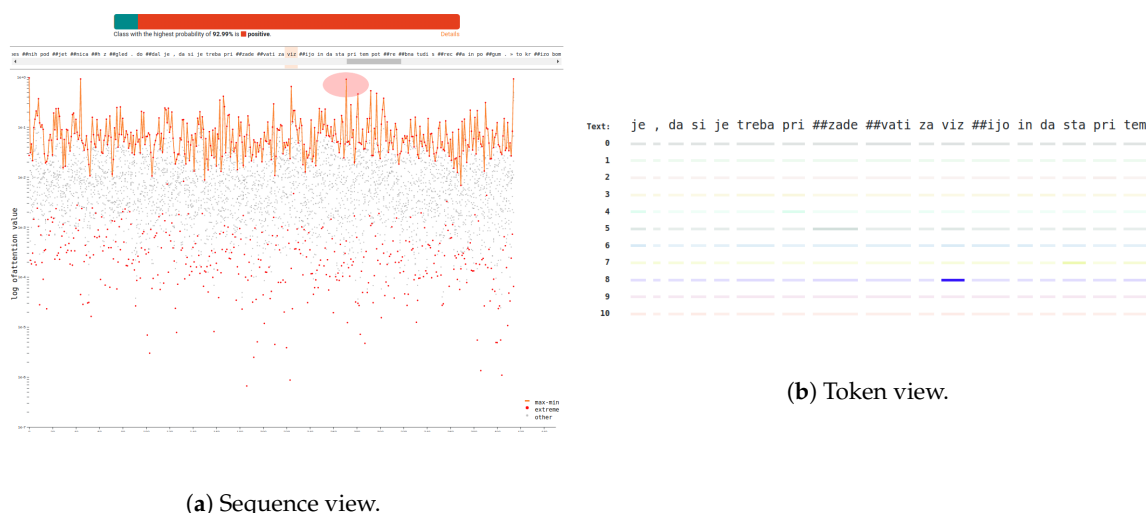 Class with the highest probability of 92.99% is positive.
Details
##nih pod ##jet ##nica ##h z ##gled . do ##dal je , da si je treba pri ##zade ##vati za viz ##ijo in da sta pri tem pot ##re ##bna tudi s ##rec ##a in po ##gum . » to kr ##izo bom
log ofattention value
max-min
extreme
other
(a) Sequence view.
Text: je , da si je treba pri ##zade ##vati za viz ##ijo in da sta pri tem
0
1
2
3
4
5
6
7
8
9
10
(b) Token view.